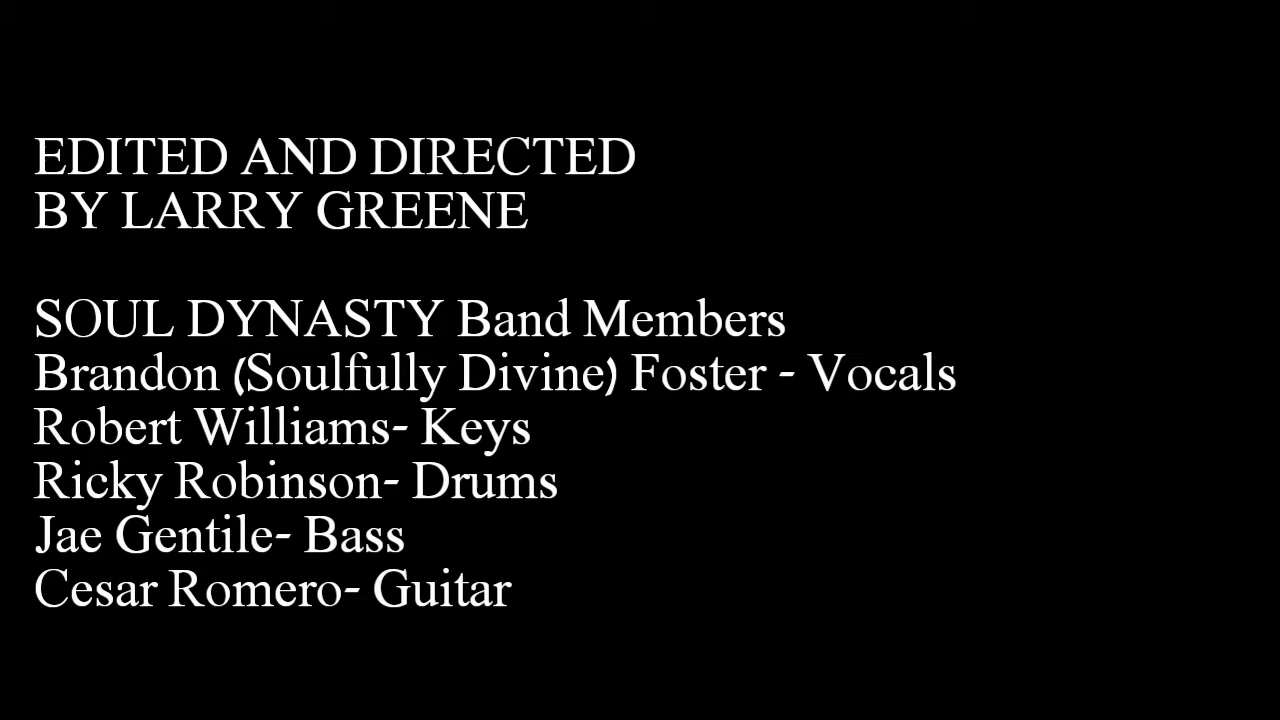 EDITED AND DIRECTED
BY LARRY GREENE
SOUL DYNASTY Band Members
Brandon (Soulfully Divine) Foster - Vocals
Robert Williams- Keys
Ricky Robinson- Drums
Jae Gentile- Bass
Cesar Romero- Guitar